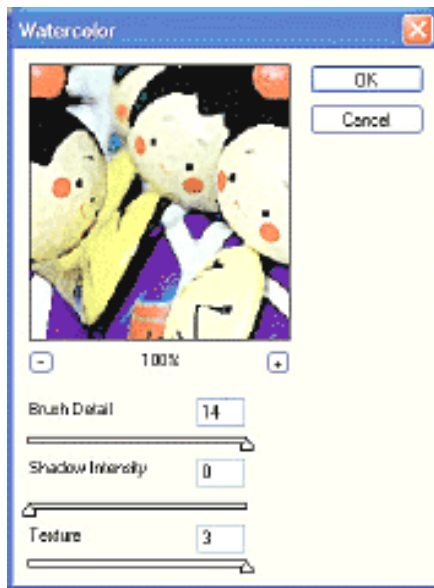 Watercolor
OK
Cancel
100%
Brush Detail 14
Shadow Intensity 0
Texture 3